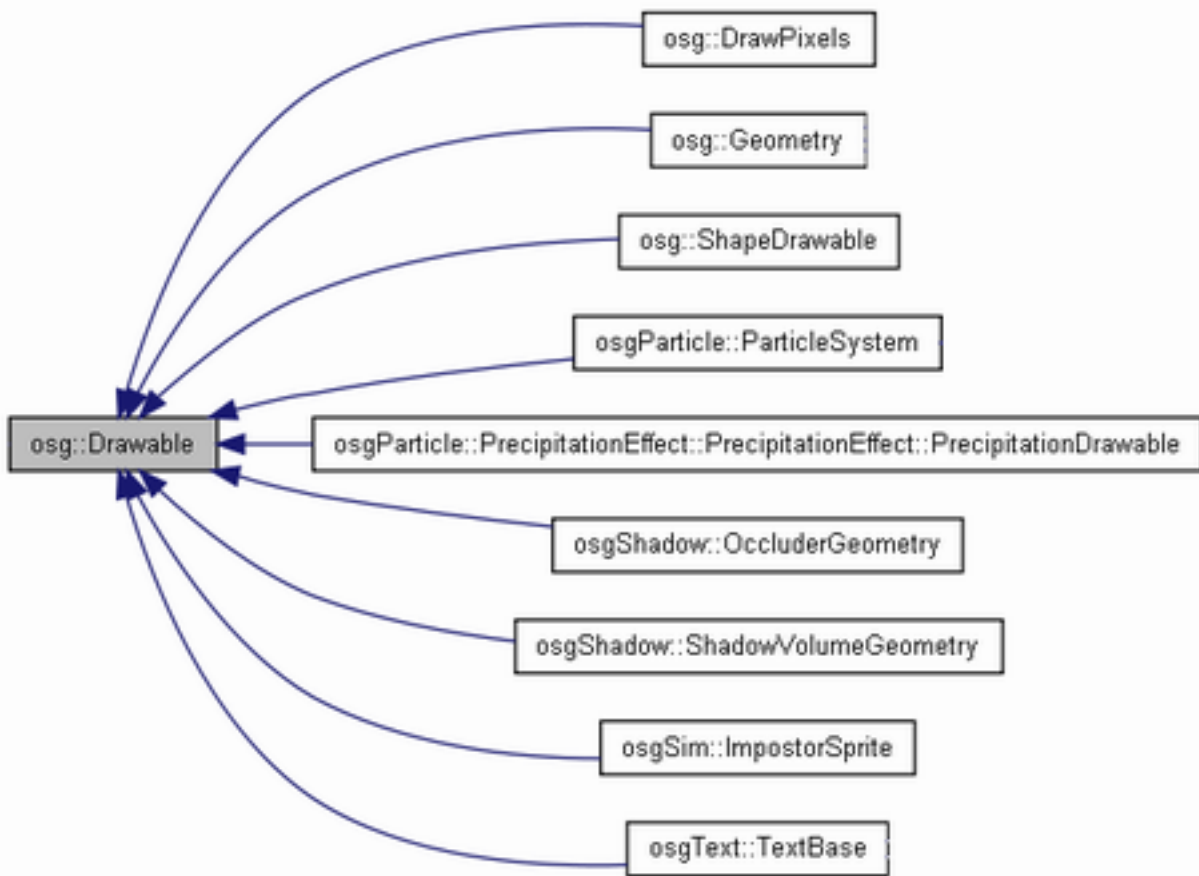 osg::DrawPixels
osg::Geometry
osg::ShapeDrawable
osgParticle::ParticleSystem
osg::Drawable
osgParticle::PrecipitationEffect::PrecipitationEffect::PrecipitationDrawable
osgShadow::OccluderGeometry
osgShadow::ShadowVolumeGeometry
osgSim::ImpostorSprite
osgText::TextBase